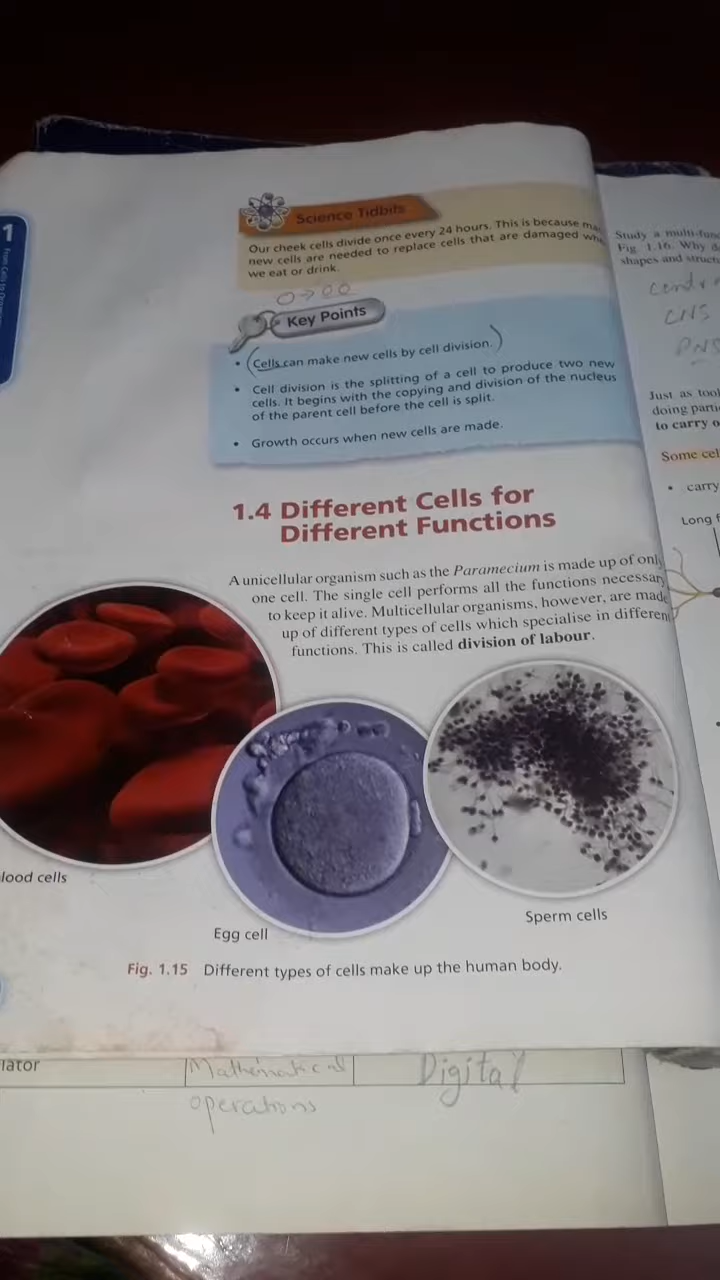 1
From Cells to
Science Tidbits
Our cheek cells divide once every 24 hours. This is because
new cells are needed to replace cells that are damaged
we eat or drink.
O→OO
Key Points
• (Cells can make new cells by cell division.)
• Cell division is the splitting of a cell to produce two new
cells. It begins with the copying and division of the nucleus
of the parent cell before the cell is split.
• Growth occurs when new cells are made.
1.4 Different Cells for
Different Functions
A unicellular organism such as the Paramecium is made up of only
one cell. The single cell performs all the functions necessary
to keep it alive. Multicellular organisms, however, are made
up of different types of cells which specialise in different
functions. This is called division of labour.
lood cells
Egg cell
Sperm cells
Fig. 1.15 Different types of cells make up the human body.
lator
Mathematical
Digital
operations
Study a multi-func
Fig. 1.16. Why d
shapes and struct
CNS
PNS
Just as tool
doing parti
to carry o
Some cel
• carry
Long f